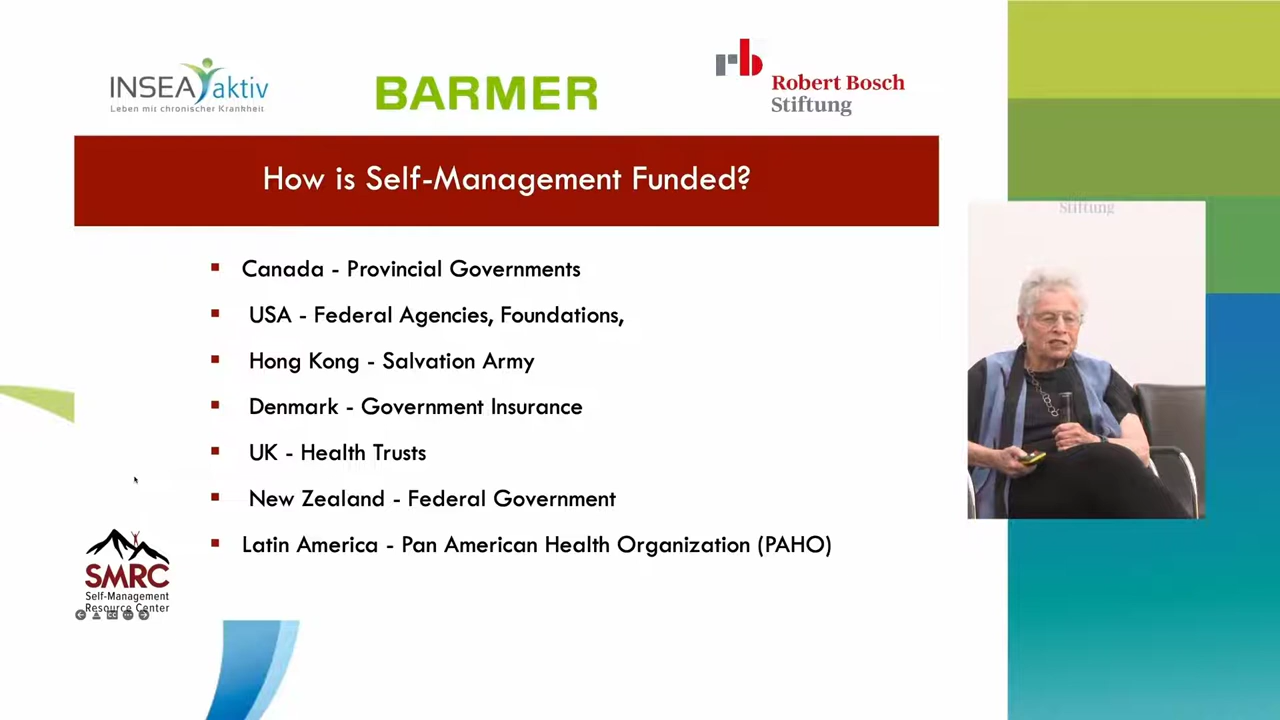 INSEA aktiv
Leben mit chronischer Krankheit
BARMER
rb
Robert Bosch
Stiftung
How is Self-Management Funded?
Canada - Provincial Governments
USA - Federal Agencies, Foundations,
Hong Kong - Salvation Army
Denmark - Government Insurance
UK - Health Trusts
New Zealand - Federal Government
Latin America - Pan American Health Organization (PAHO)
Stiftung
SMRC
Self-Management
Resource Center